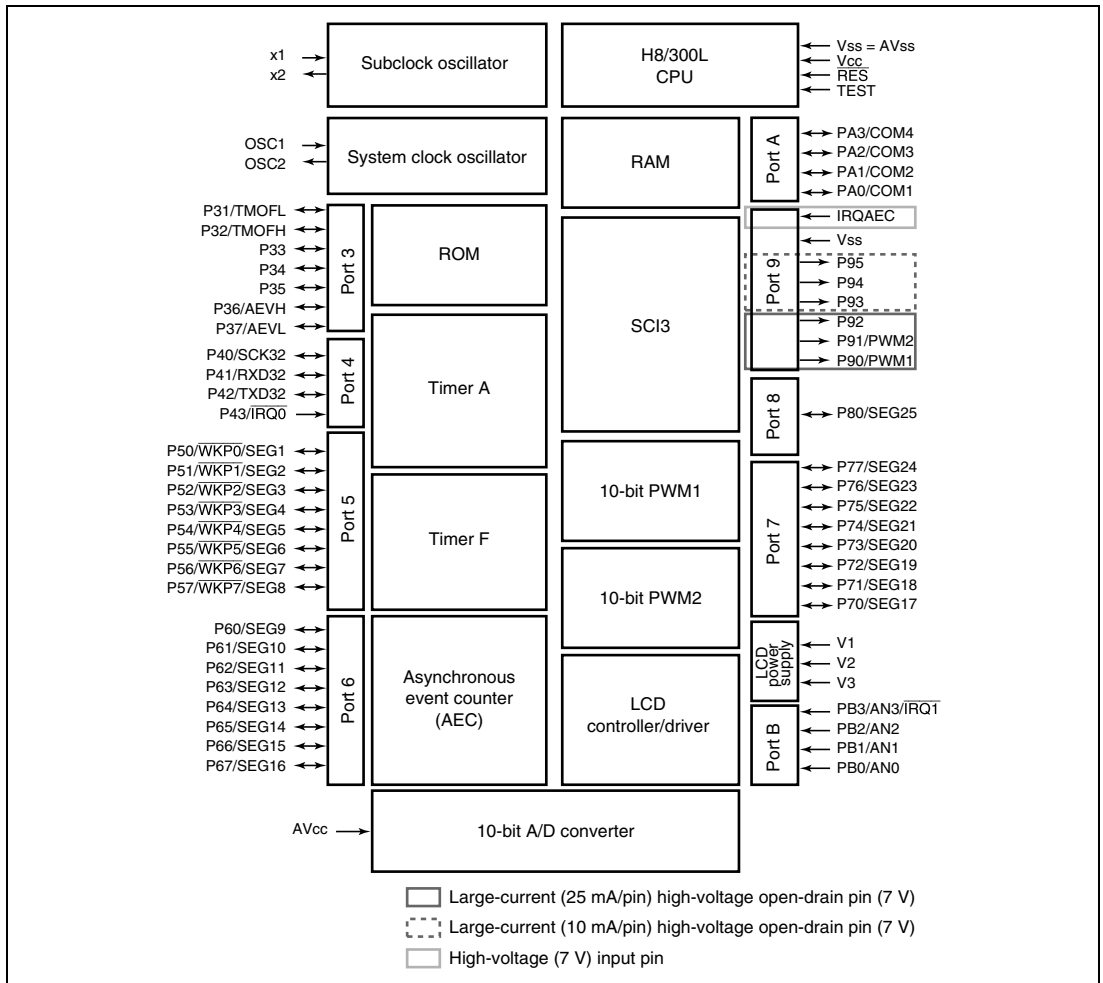 x1
x2
Subclock oscillator
H8/300L
CPU
Vss = AVss
Vcc
RES
TEST
OSC1
OSC2
System clock oscillator
RAM
Port A
PA3/COM4
PA2/COM3
PA1/COM2
PA0/COM1
P31/TMOFL
P32/TMOFH
P33
P34
P35
P36/AEVH
P37/AEVL
Port 3
ROM
SCI3
Port 9
IRQAEC
Vss
P95
P94
P93
P92
P91/PWM2
P90/PWM1
P40/SCK32
P41/RXD32
P42/TXD32
P43/IRQ0
Port 4
Timer A
Port 8
P80/SEG25
P50/WKP0/SEG1
P51/WKP1/SEG2
P52/WKP2/SEG3
P53/WKP3/SEG4
P54/WKP4/SEG5
P55/WKP5/SEG6
P56/WKP6/SEG7
P57/WKP7/SEG8
Port 5
Timer F
10-bit PWM1
10-bit PWM2
Port 7
P77/SEG24
P76/SEG23
P75/SEG22
P74/SEG21
P73/SEG20
P72/SEG19
P71/SEG18
P70/SEG17
P60/SEG9
P61/SEG10
P62/SEG11
P63/SEG12
P64/SEG13
P65/SEG14
P66/SEG15
P67/SEG16
Port 6
Asynchronous
event counter
(AEC)
LCD
controller/driver
LCD
power
supply
V1
V2
V3
Port B
PB3/AN3/IRQ1
PB2/AN2
PB1/AN1
PB0/AN0
AVcc
10-bit A/D converter
Large-current (25 mA/pin) high-voltage open-drain pin (7 V)
Large-current (10 mA/pin) high-voltage open-drain pin (7 V)
High-voltage (7 V) input pin